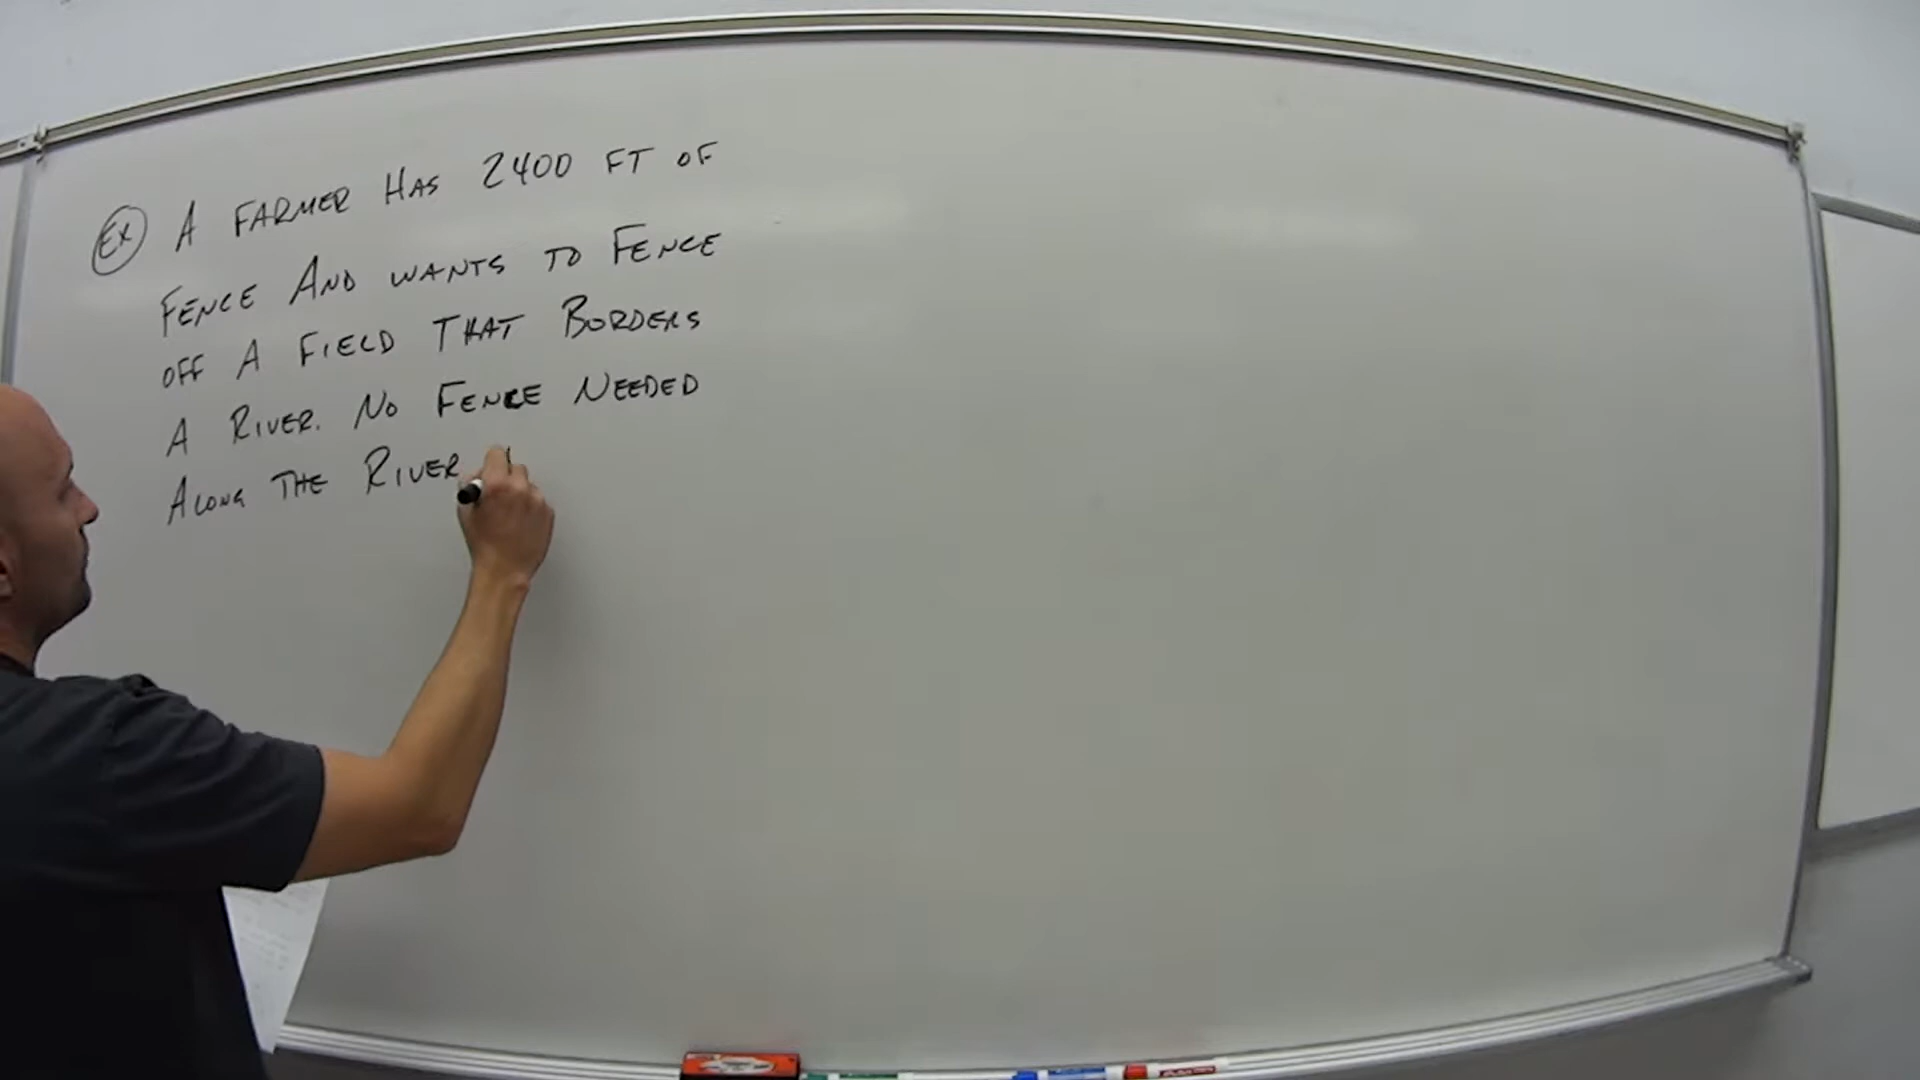 EX A FARMER HAS 2400 FT OF
FENCE AND WANTS TO FENCE
OFF A FIELD THAT BORDERS
A RIVER. NO FENCE NEEDED
ALONG THE RIVER